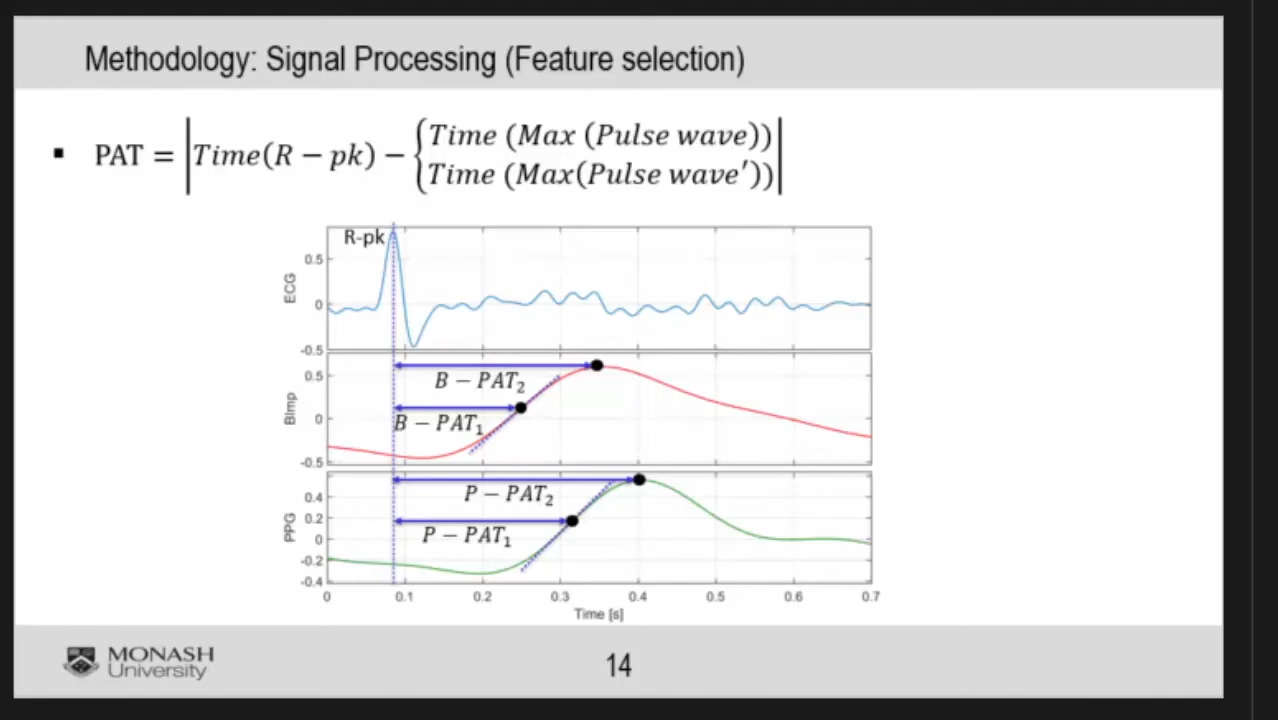 Methodology: Signal Processing (Feature selection)
▪ PAT = |Time(R − pk) − {Time (Max (Pulse wave))
Time (Max(Pulse wave′))|
R-pk
ECG
0.5
0
-0.5
B − PAT₂
B − PAT₁
BImp
0.5
0
-0.5
P − PAT₂
P − PAT₁
PPG
0.4
0.2
0
-0.2
-0.4
0 0.1 0.2 0.3 0.4 0.5 0.6 0.7
Time [s]
MONASH
University
14